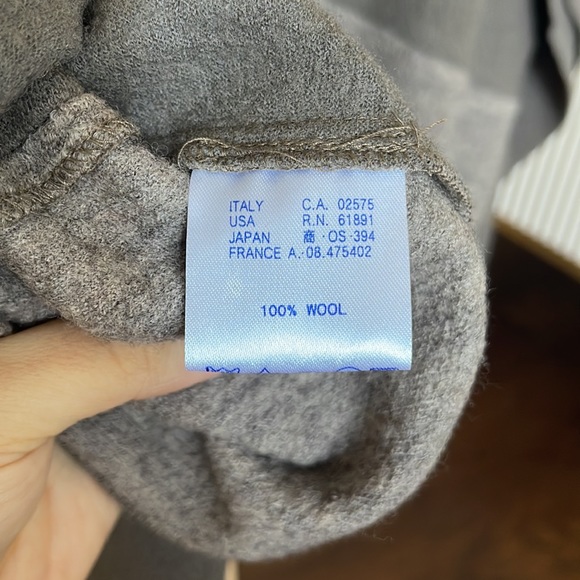 ITALY C.A. 02575
USA R.N. 61891
JAPAN 商·OS·394
FRANCE A.·08.475402
100% WOOL